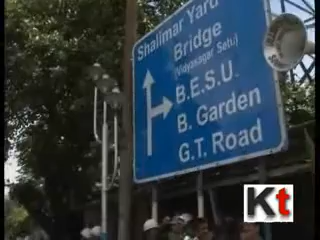 Shalimar Yard
Bridge
(Vidyasagar Setu)
B.E.S.U.
B. Garden
G.T. Road
Kt